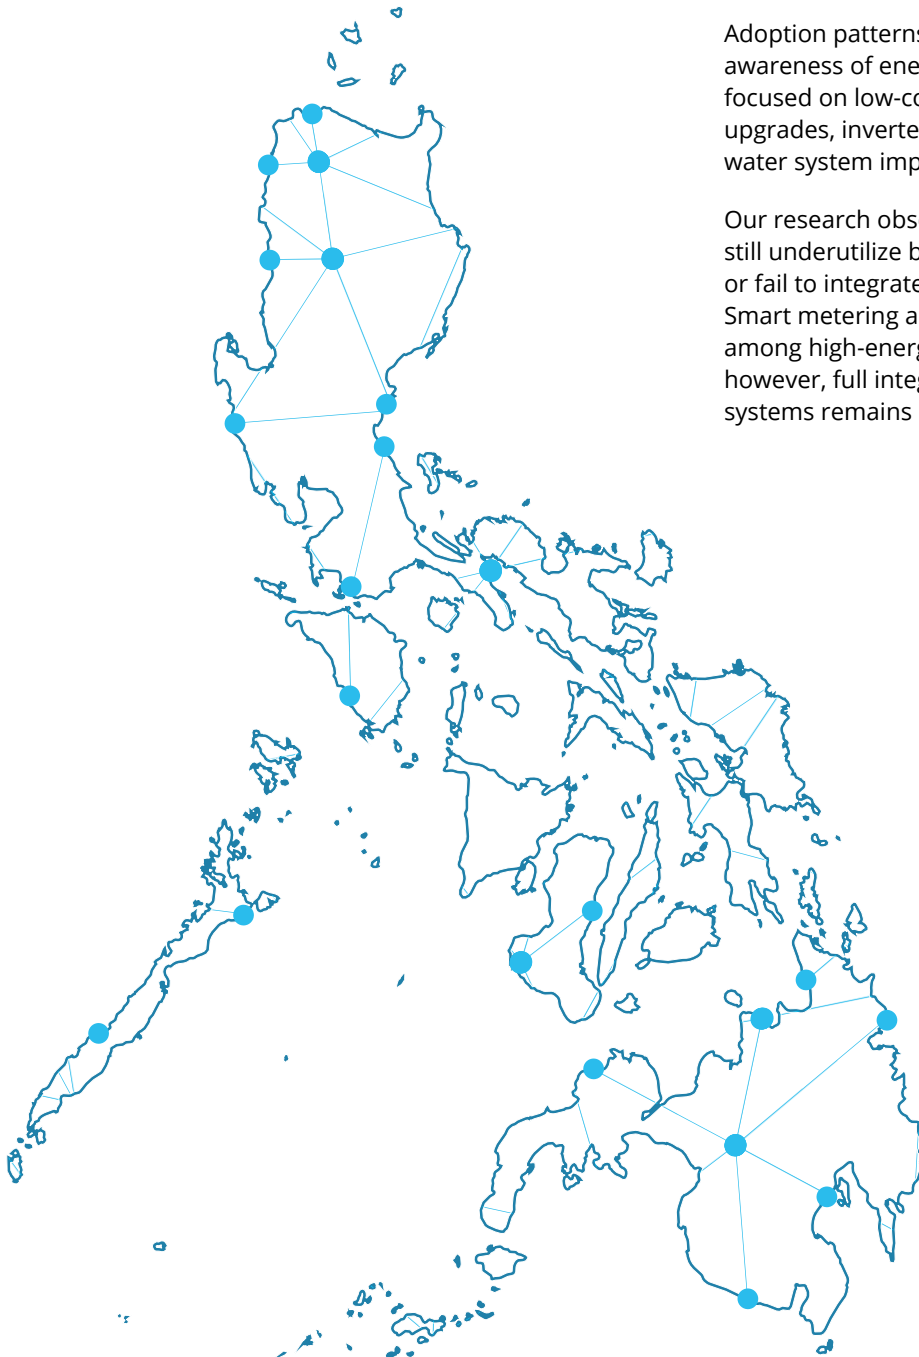 Adoption patterns
awareness of ene
focused on low-co
upgrades, inverte
water system imp
Our research obs
still underutilize b
or fail to integrate
Smart metering a
among high-energ
however, full integ
systems remains